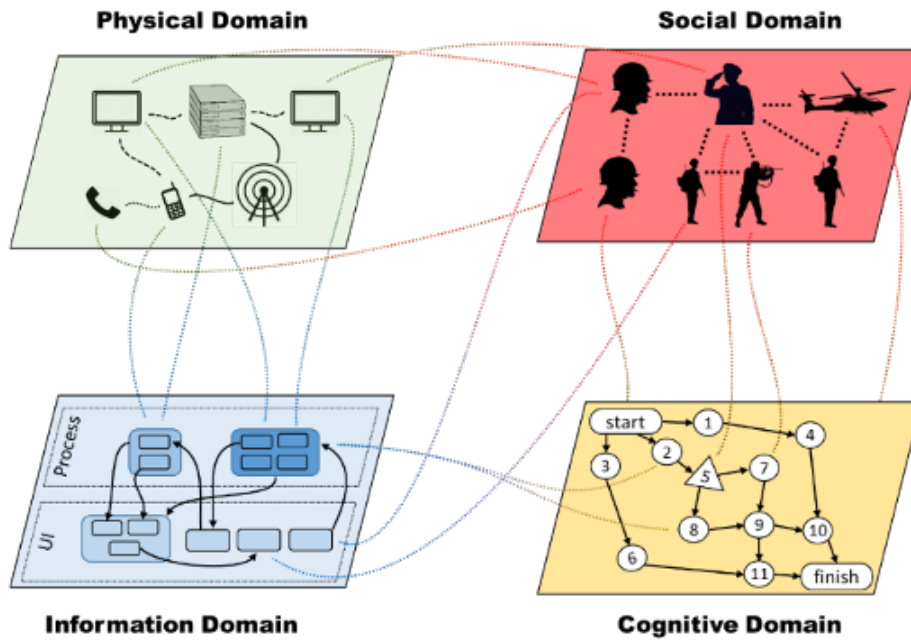 Physical Domain
Social Domain
Process
UI
start
1
4
2
3
5
7
8
9
10
6
11
finish
Information Domain
Cognitive Domain